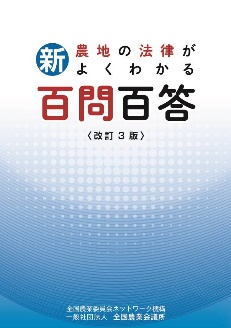 新
農地の法律が
よくわかる
百問百答
〈改訂3版〉
全国農業委員会ネットワーク機構
一般社団法人 全国農業会議所